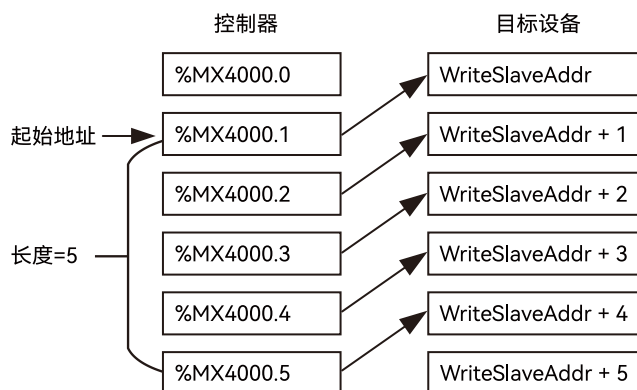 控制器 目标设备
%MX4000.0 WriteSlaveAddr
起始地址 %MX4000.1 WriteSlaveAddr + 1
%MX4000.2 WriteSlaveAddr + 2
长度=5 %MX4000.3 WriteSlaveAddr + 3
%MX4000.4 WriteSlaveAddr + 4
%MX4000.5 WriteSlaveAddr + 5